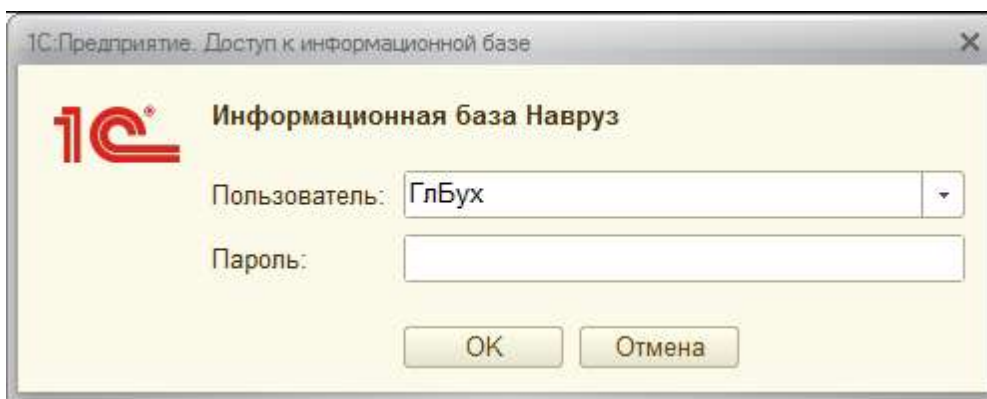 1С:Предприятие. Доступ к информационной базе
1С®
Информационная база Навруз
Пользователь: ГлБух
Пароль:
OK Отмена